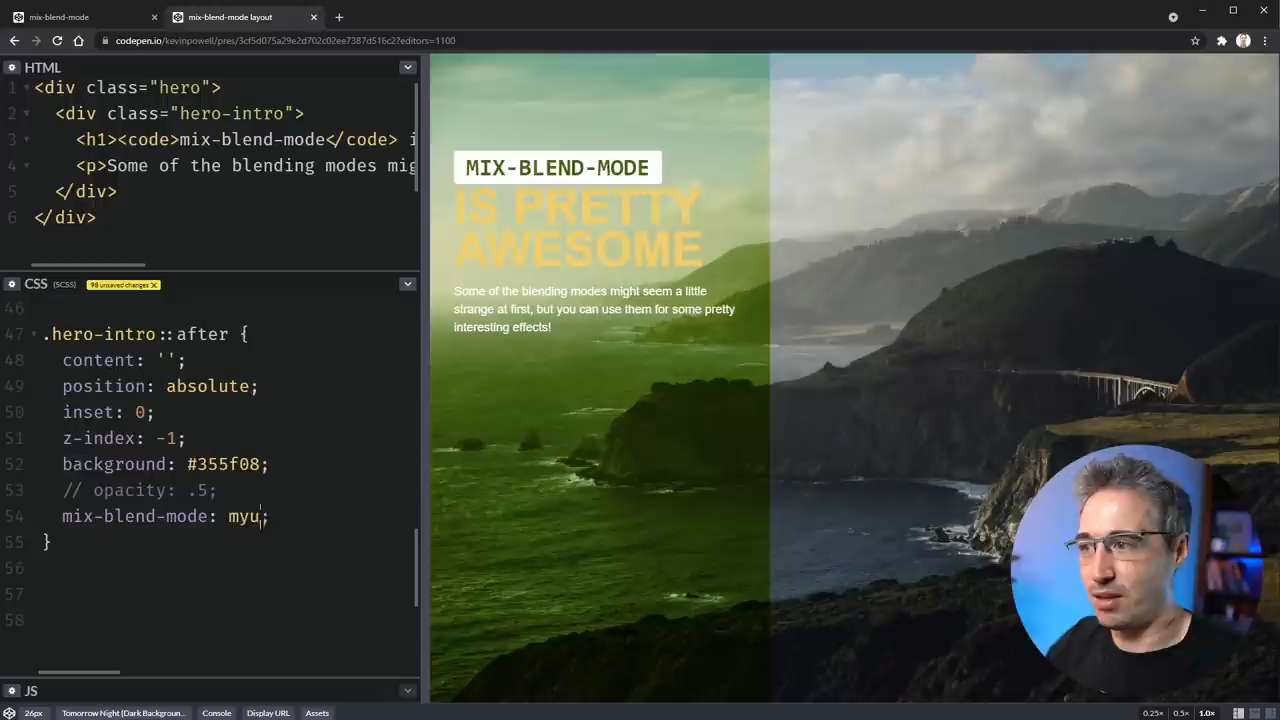 mix-blend-mode
mix-blend-mode layout
codepen.io/kevinpowell/pres/3cf5d075a29e2d702c02ee7387d516c2?editors=1100
HTML
1 <div class="hero">
2 <div class="hero-intro">
3 <h1><code>mix-blend-mode</code> i
4 <p>Some of the blending modes mig
5 </div>
6 </div>
CSS (SCSS) 98 unsaved changes X
46
47 .hero-intro::after {
48 content: '';
49 position: absolute;
50 inset: 0;
51 z-index: -1;
52 background: #355f08;
53 // opacity: .5;
54 mix-blend-mode: myu;
55 }
56
57
58
JS
MIX-BLEND-MODE
IS PRETTY
AWESOME
Some of the blending modes might seem a little
strange at first, but you can use them for some pretty
interesting effects!
26px Tomorrow Night (Dark Backgroun... Console Display URL Assets 0.25× 0.5× 1.0×